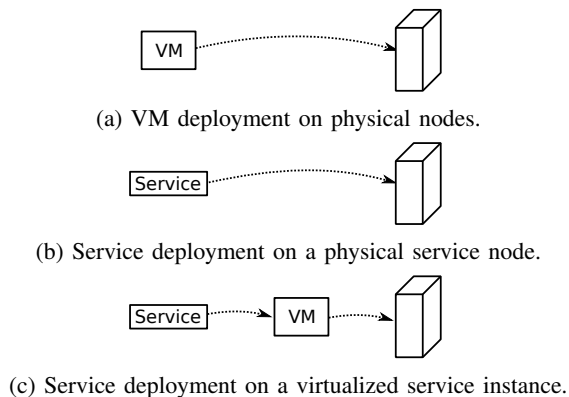 VM
(a) VM deployment on physical nodes.
Service
(b) Service deployment on a physical service node.
Service VM
(c) Service deployment on a virtualized service instance.